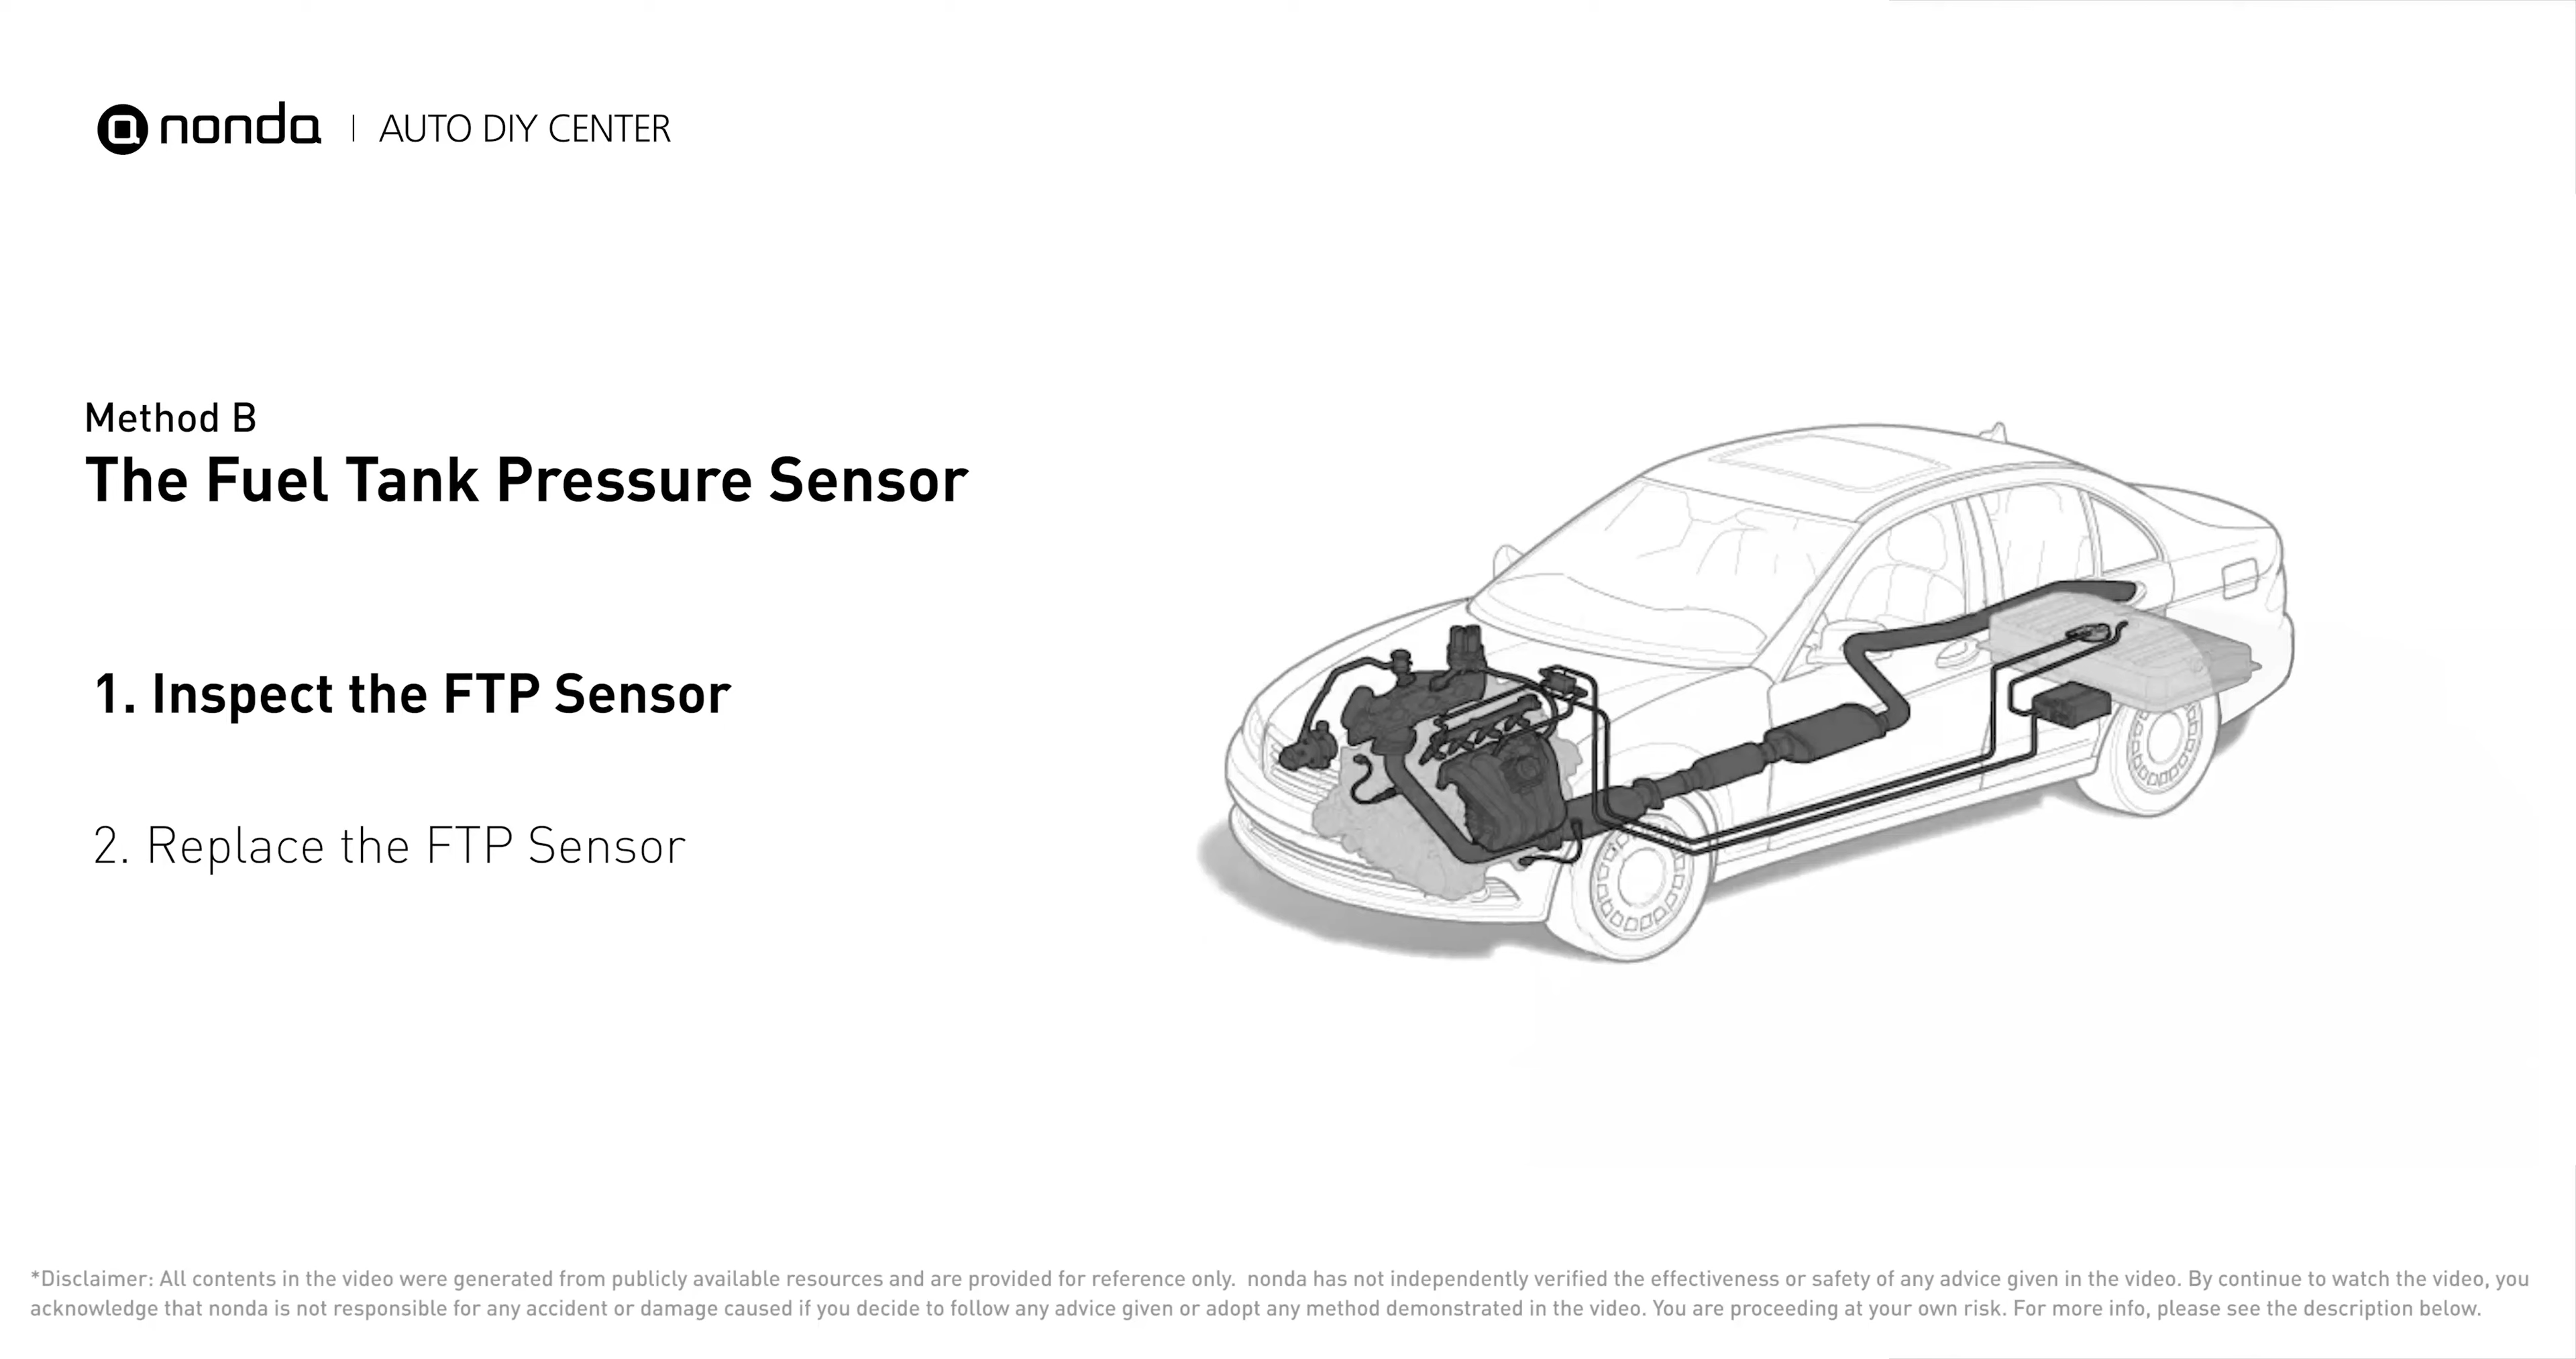 nonda | AUTO DIY CENTER
Method B
The Fuel Tank Pressure Sensor
1. Inspect the FTP Sensor
2. Replace the FTP Sensor
*Disclaimer: All contents in the video were generated from publicly available resources and are provided for reference only. nonda has not independently verified the effectiveness or safety of any advice given in the video. By continue to watch the video, you
acknowledge that nonda is not responsible for any accident or damage caused if you decide to follow any advice given or adopt any method demonstrated in the video. You are proceeding at your own risk. For more info, please see the description below.